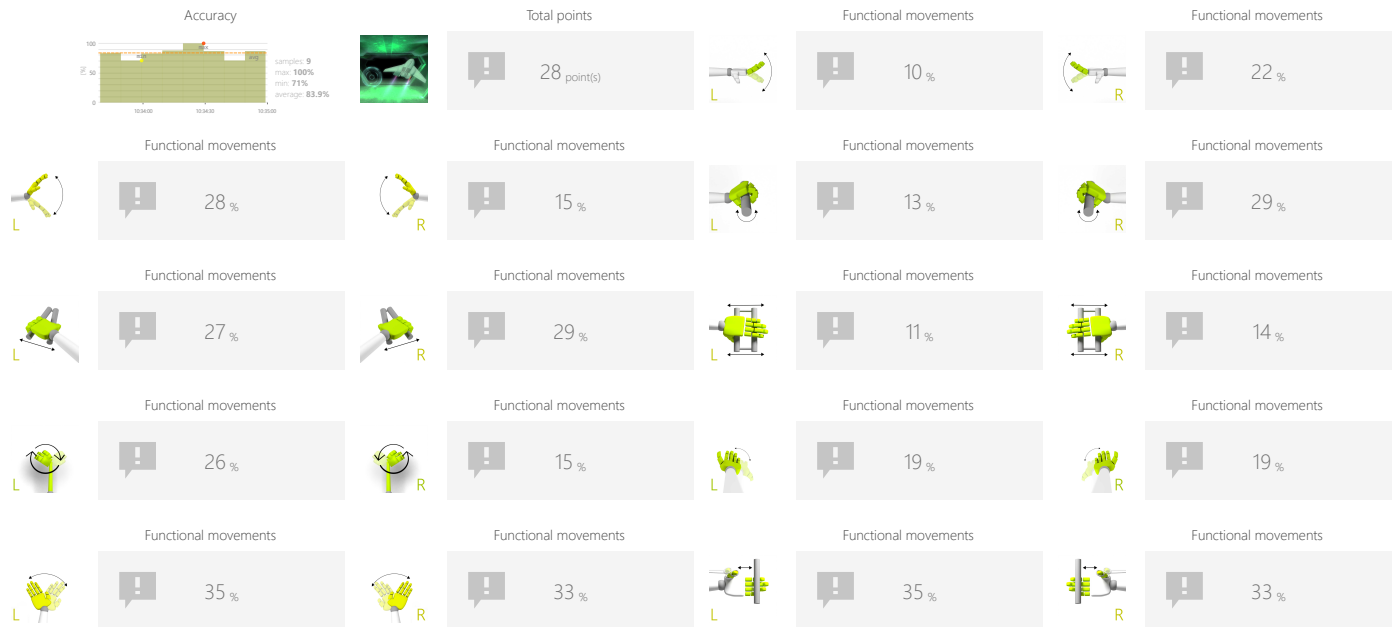 Accuracy
Total points
Functional movements
Functional movements
100
50
0
(%)
min
max
avg
samples: 9
max: 100%
min: 71%
average: 83.9%
10:34:00
10:34:30
10:35:00
28 point(s)
L
10 %
R
22 %
Functional movements
Functional movements
Functional movements
Functional movements
L
28 %
R
15 %
L
13 %
R
29 %
Functional movements
Functional movements
Functional movements
Functional movements
L
27 %
R
29 %
L
11 %
R
14 %
Functional movements
Functional movements
Functional movements
Functional movements
L
26 %
R
15 %
L
19 %
R
19 %
Functional movements
Functional movements
Functional movements
Functional movements
L
35 %
R
33 %
L
35 %
R
33 %